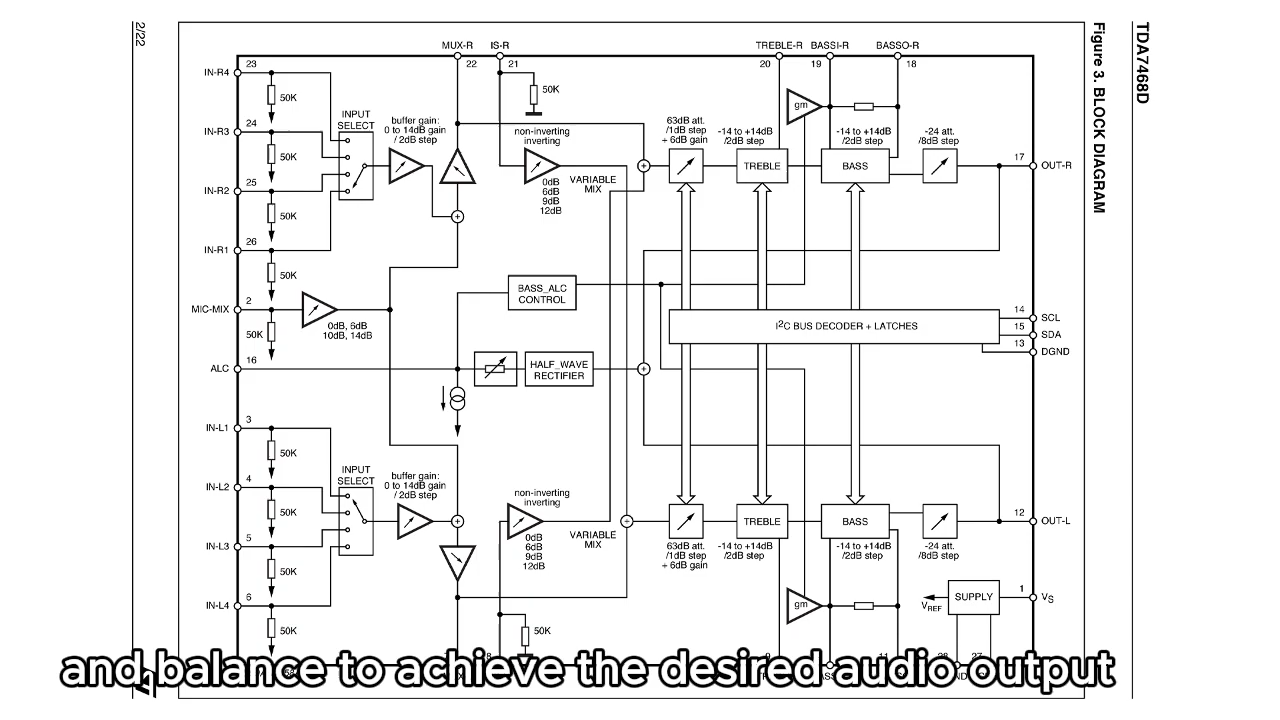 2/22
TDA7468D
Figure 3. BLOCK DIAGRAM
MUX-R
IS-R
TREBLE-R
BASSI-R
BASSO-R
22
21
20
19
18
IN-R4
23
50K
IN-R3
24
50K
IN-R2
25
50K
IN-R1
26
50K
INPUT
SELECT
buffer gain:
0 to 14dB gain
/ 2dB step
50K
non-inverting
inverting
0dB
6dB
9dB
12dB
VARIABLE
MIX
63dB att.
/1dB step
+ 6dB gain
-14 to +14dB
/2dB step
TREBLE
gm
-14 to +14dB
/2dB step
BASS
-24 att.
/8dB step
17
OUT-R
MIC-MIX
2
50K
0dB, 6dB
10dB, 14dB
BASS_ALC
CONTROL
I2C BUS DECODER + LATCHES
14
SCL
15
SDA
13
DGND
ALC
16
HALF_WAVE
RECTIFIER
IN-L1
3
50K
IN-L2
4
50K
IN-L3
5
50K
IN-L4
6
50K
INPUT
SELECT
buffer gain:
0 to 14dB gain
/ 2dB step
non-inverting
inverting
0dB
6dB
9dB
12dB
VARIABLE
MIX
50K
63dB att.
/1dB step
+ 6dB gain
TREBLE
-14 to +14dB
/2dB step
BASS
-14 to +14dB
/2dB step
gm
-24 att.
/8dB step
12
OUT-L
SUPPLY
VREF
1
VS
and balance to achieve the desired audio output